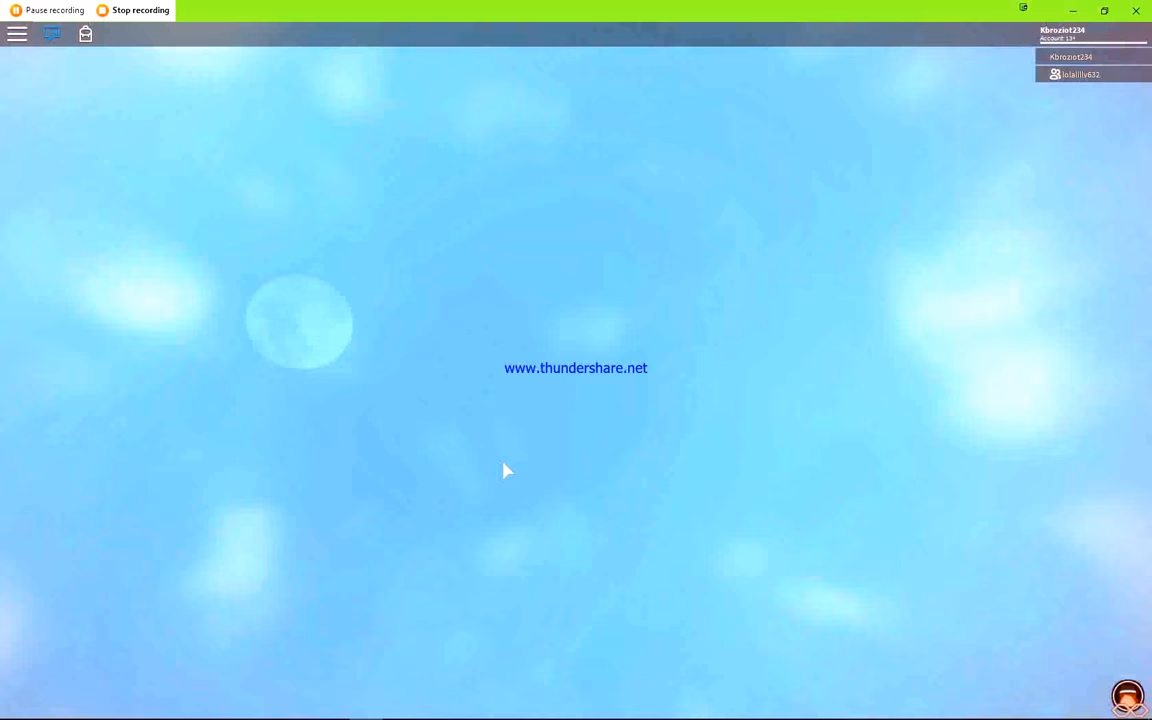 Pause recording
Stop recording
Kbroziot234
Account 13+
Kbroziot234
lolalilly632
www.thundershare.net